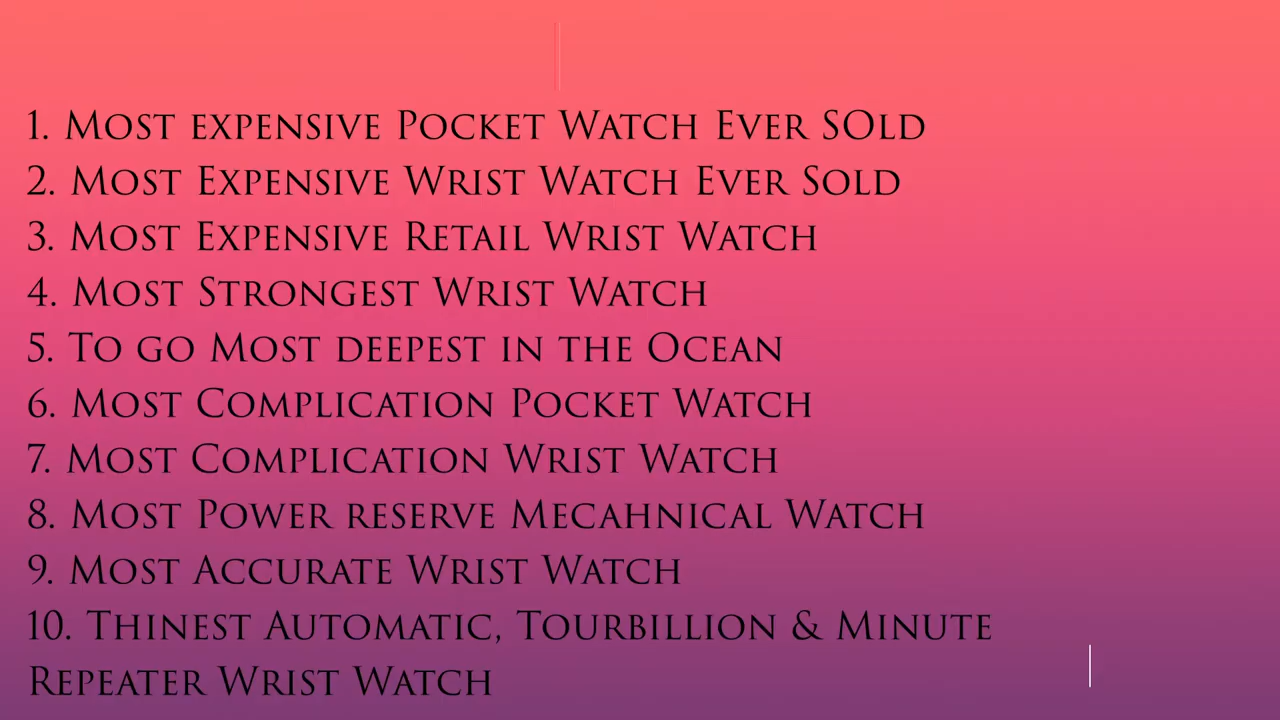 1. Most expensive Pocket Watch Ever SOld
2. Most Expensive Wrist Watch Ever Sold
3. Most Expensive Retail Wrist Watch
4. Most Strongest Wrist Watch
5. To go Most deepest in the Ocean
6. Most Complication Pocket Watch
7. Most Complication Wrist Watch
8. Most Power reserve Mecahnical Watch
9. Most Accurate Wrist Watch
10. Thinest Automatic, Tourbillion & Minute
Repeater Wrist Watch